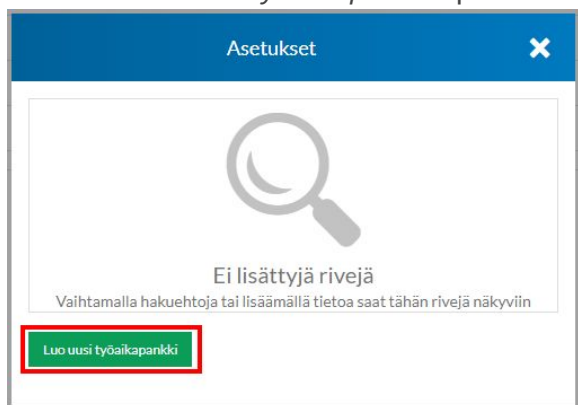 Asetukset
Ei lisättyjä rivejä
Vaihtamalla hakuehtoja tai lisäämällä tietoa saat tähän rivejä näkyviin
Luo uusi työaikapankki